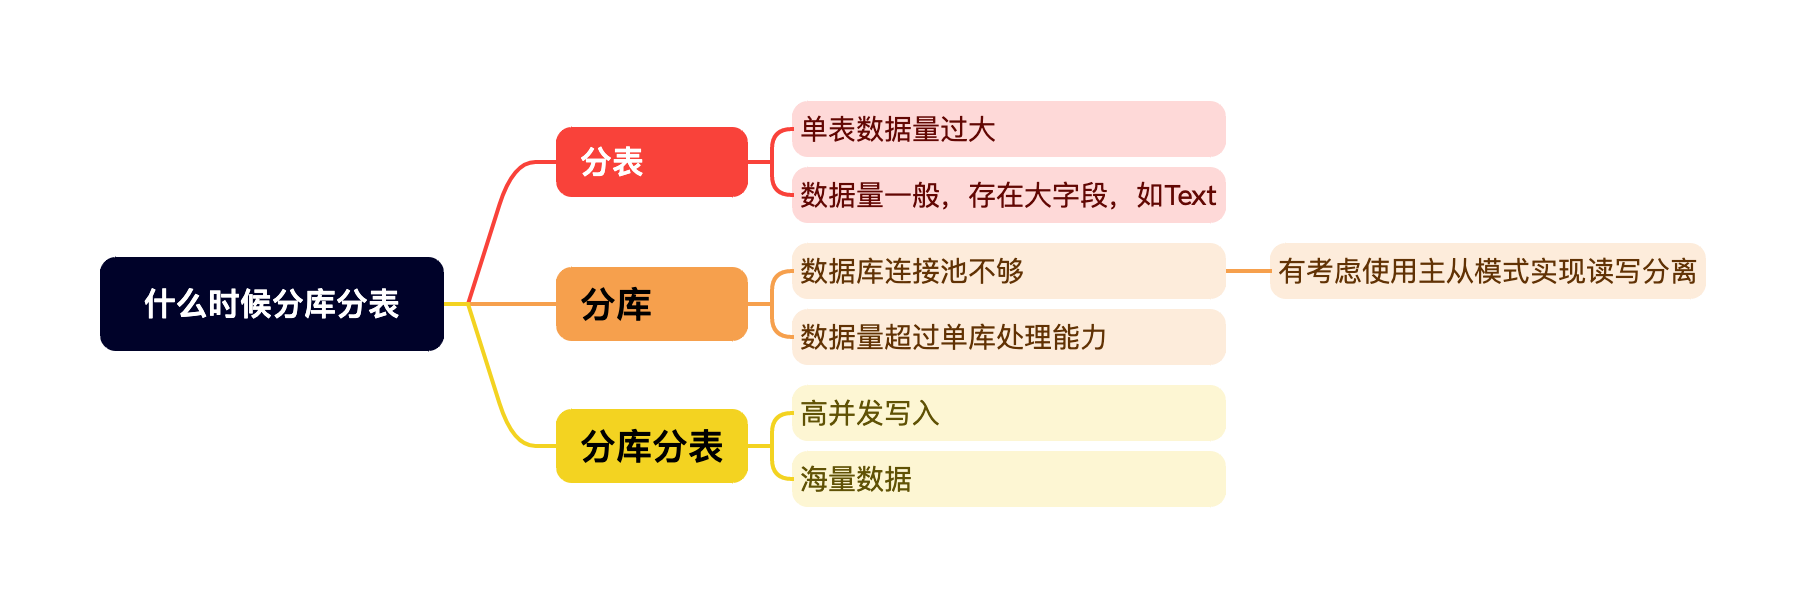 什么时候分库分表
分表
单表数据量过大
数据量一般，存在大字段，如Text
分库
数据库连接池不够
有考虑使用主从模式实现读写分离
数据量超过单库处理能力
分库分表
高并发写入
海量数据